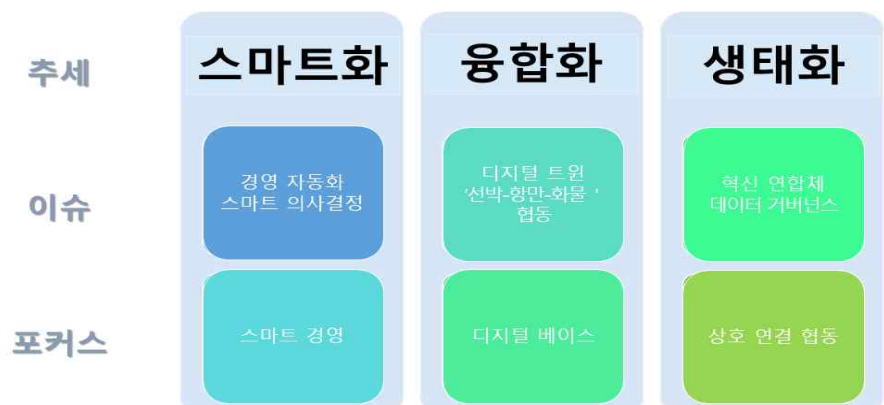 추세
스마트화
융합화
생태화
이슈
경영 자동화
스마트 의사결정
디지털 트윈
'선박-항만-화물 '
협동
혁신 연합체
데이터 거버넌스
포커스
스마트 경영
디지털 베이스
상호 연결 협동